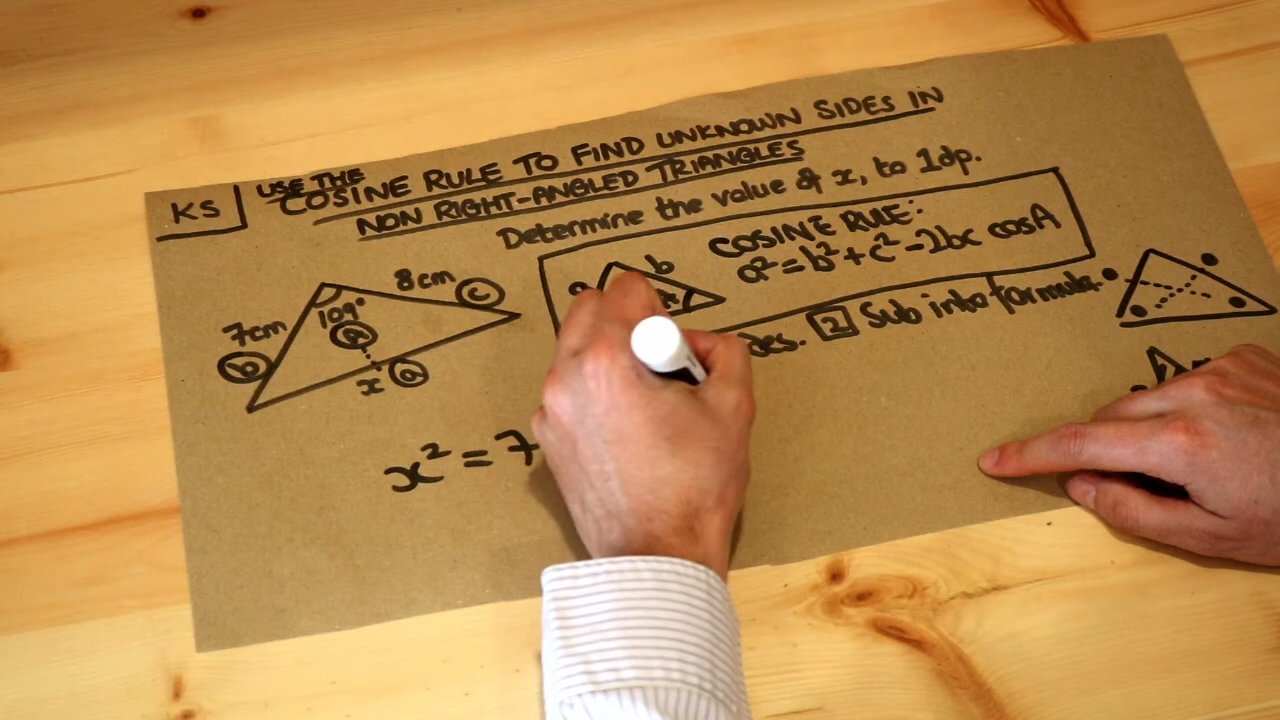 KS
USE THE
COSINE RULE TO FIND UNKNOWN SIDES IN
NON RIGHT-ANGLED TRIANGLES
Determine the value of x, to 1dp.
COSINE RULE:
a² = b² + c² - 2bc cosA
b
8cm c
7cm
109°
A
b
x a
2 Sub into formula.
x² = 7